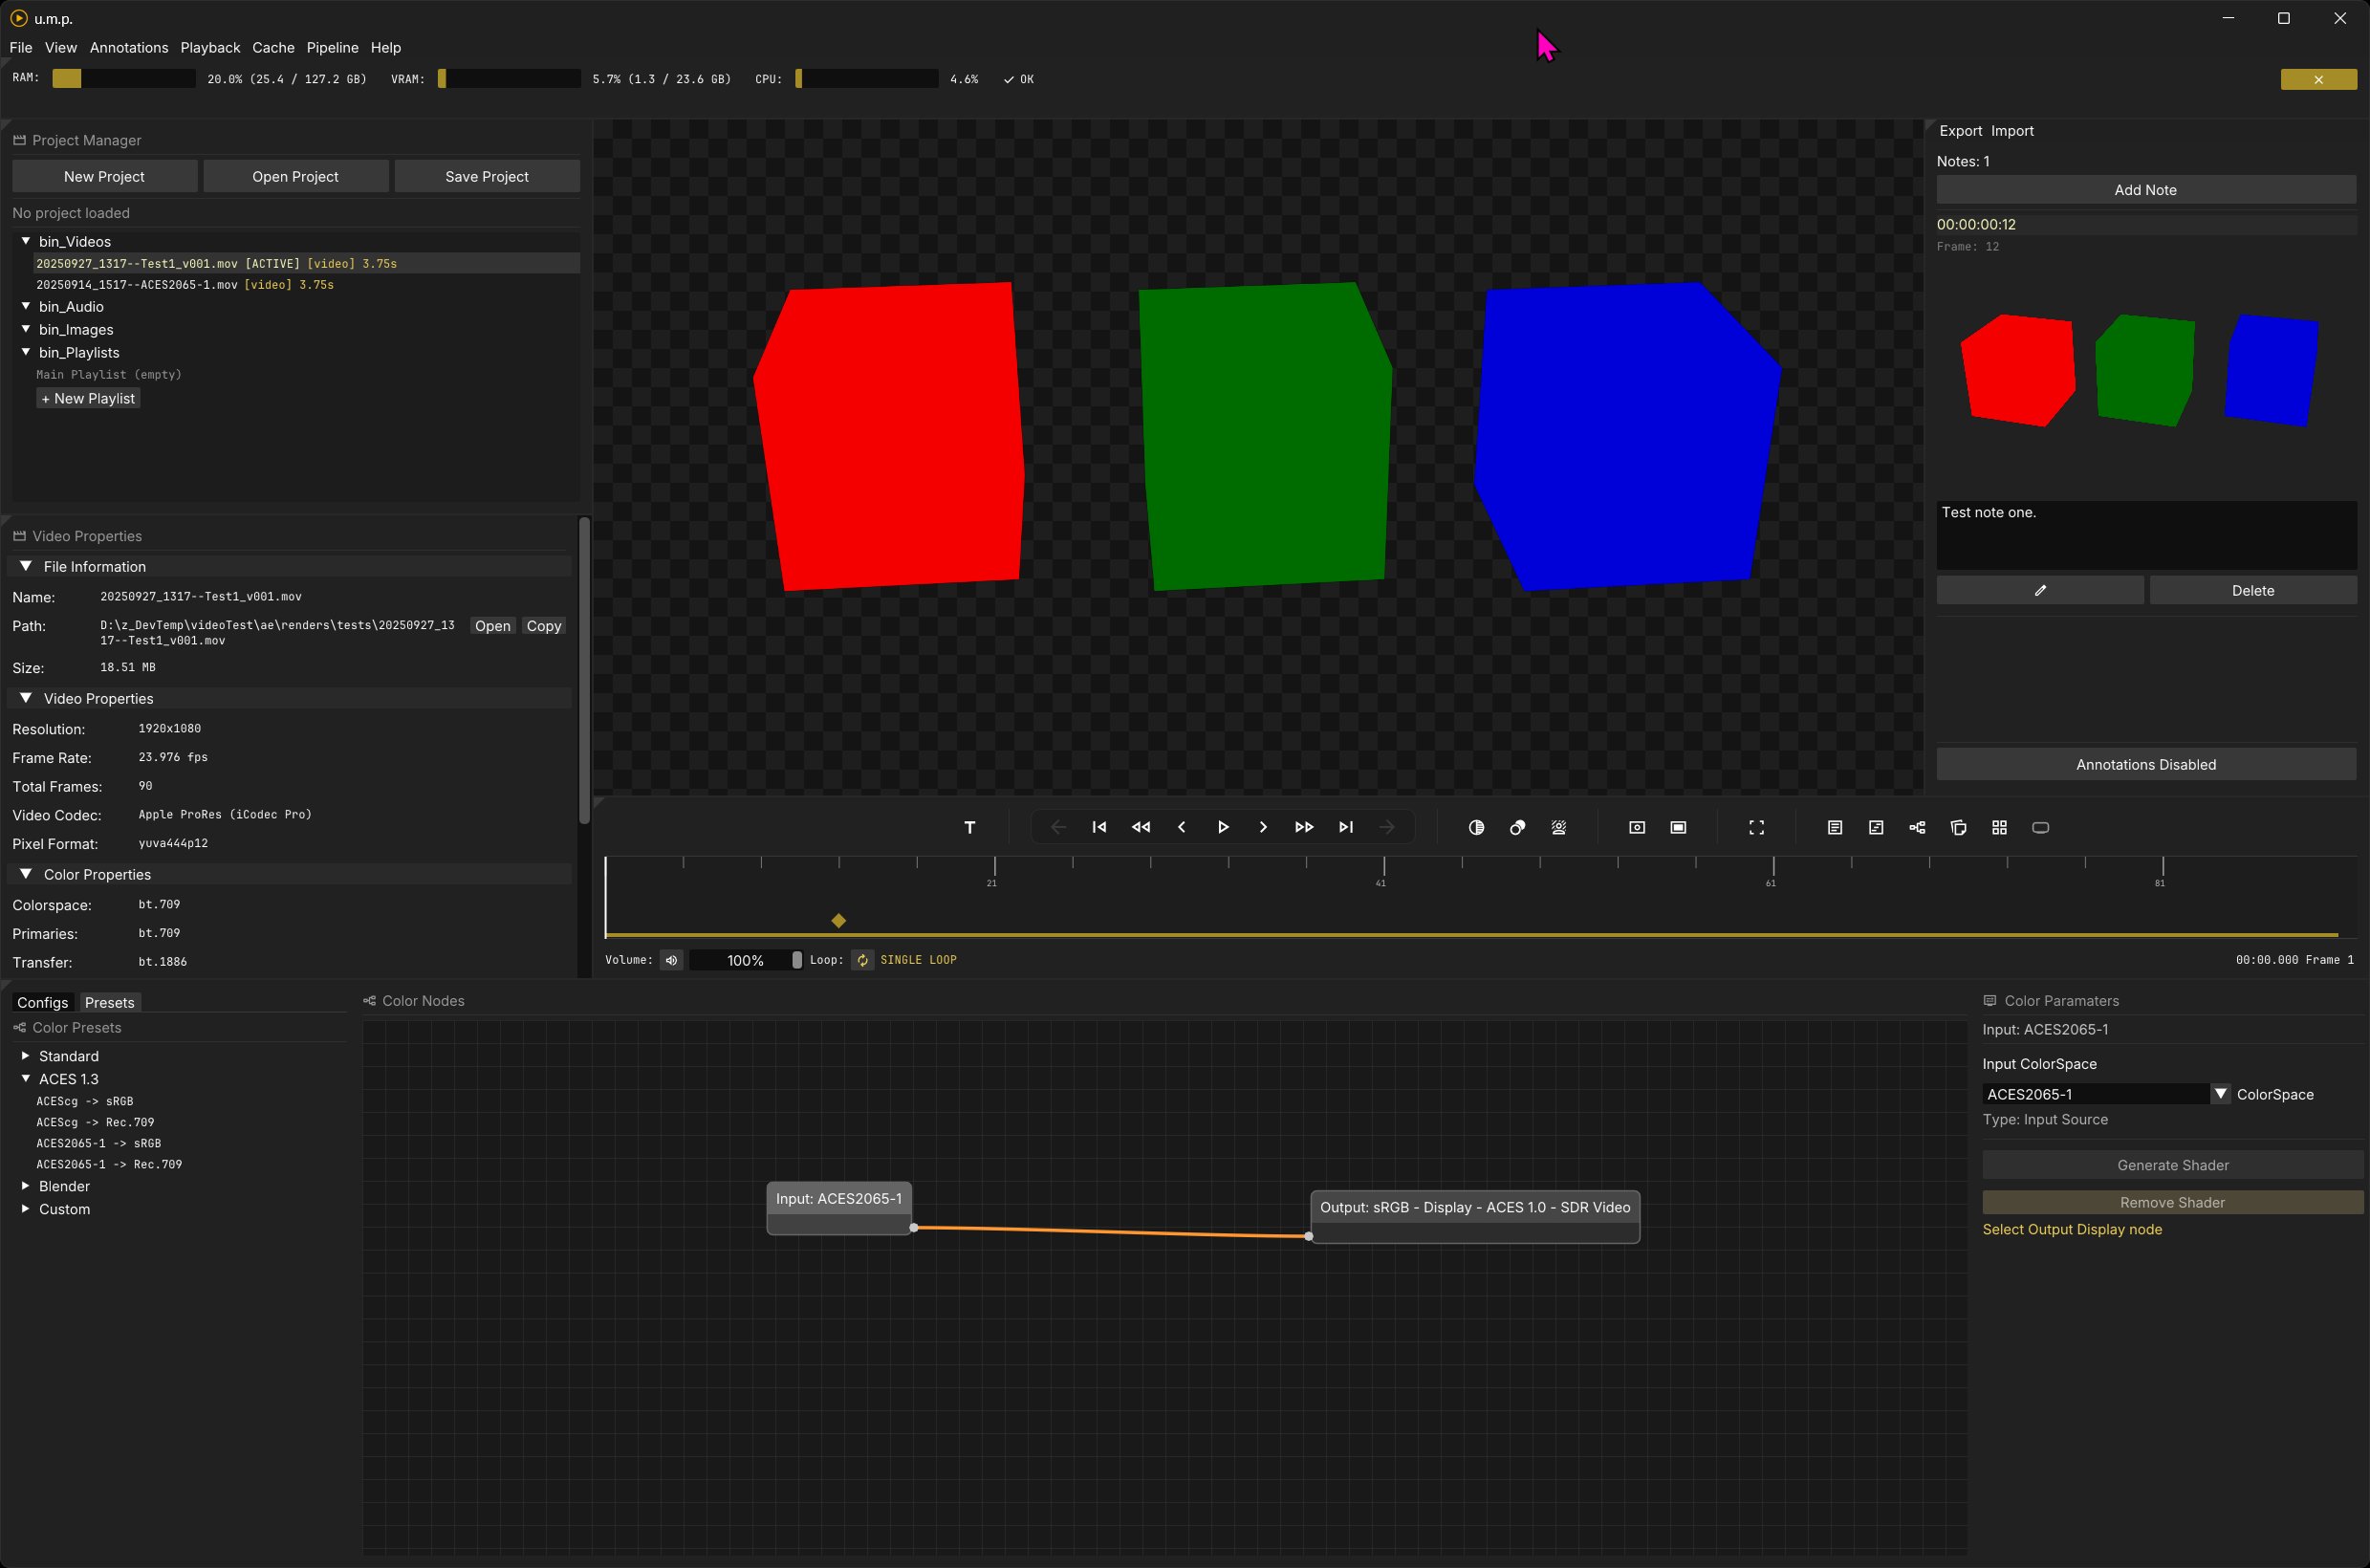 u.m.p.
File View Annotations Playback Cache Pipeline Help
RAM: 20.0% (25.4 / 127.2 GB) VRAM: 5.7% (1.3 / 23.6 GB) CPU: 4.6% OK
Project Manager
New Project Open Project Save Project
No project loaded
bin_Videos
20250927_1317--Test1_v001.mov [ACTIVE] [video] 3.75s
20250914_1517--ACES2065-1.mov [video] 3.75s
bin_Audio
bin_Images
bin_Playlists
Main Playlist (empty)
+ New Playlist
Video Properties
File Information
Name: 20250927_1317--Test1_v001.mov
Path: D:\z_DevTemp\videoTest\ae\renders\tests\20250927_13 Open Copy
17--Test1_v001.mov
Size: 18.51 MB
Video Properties
Resolution: 1920x1080
Frame Rate: 23.976 fps
Total Frames: 90
Video Codec: Apple ProRes (iCodec Pro)
Pixel Format: yuva444p12
Color Properties
Colorspace: bt.709
Primaries: bt.709
Transfer: bt.1886
Export Import
Notes: 1
Add Note
00:00:00:12
Frame: 12
Test note one.
Delete
Annotations Disabled
T
21 41 61 81
Volume: 100% Loop: SINGLE LOOP 00:00.000 Frame 1
Configs Presets
Color Presets
Standard
ACES 1.3
ACEScg -> sRGB
ACEScg -> Rec.709
ACES2065-1 -> sRGB
ACES2065-1 -> Rec.709
Blender
Custom
Color Nodes
Input: ACES2065-1
Output: sRGB - Display - ACES 1.0 - SDR Video
Color Paramaters
Input: ACES2065-1
Input ColorSpace
ACES2065-1 ColorSpace
Type: Input Source
Generate Shader
Remove Shader
Select Output Display node